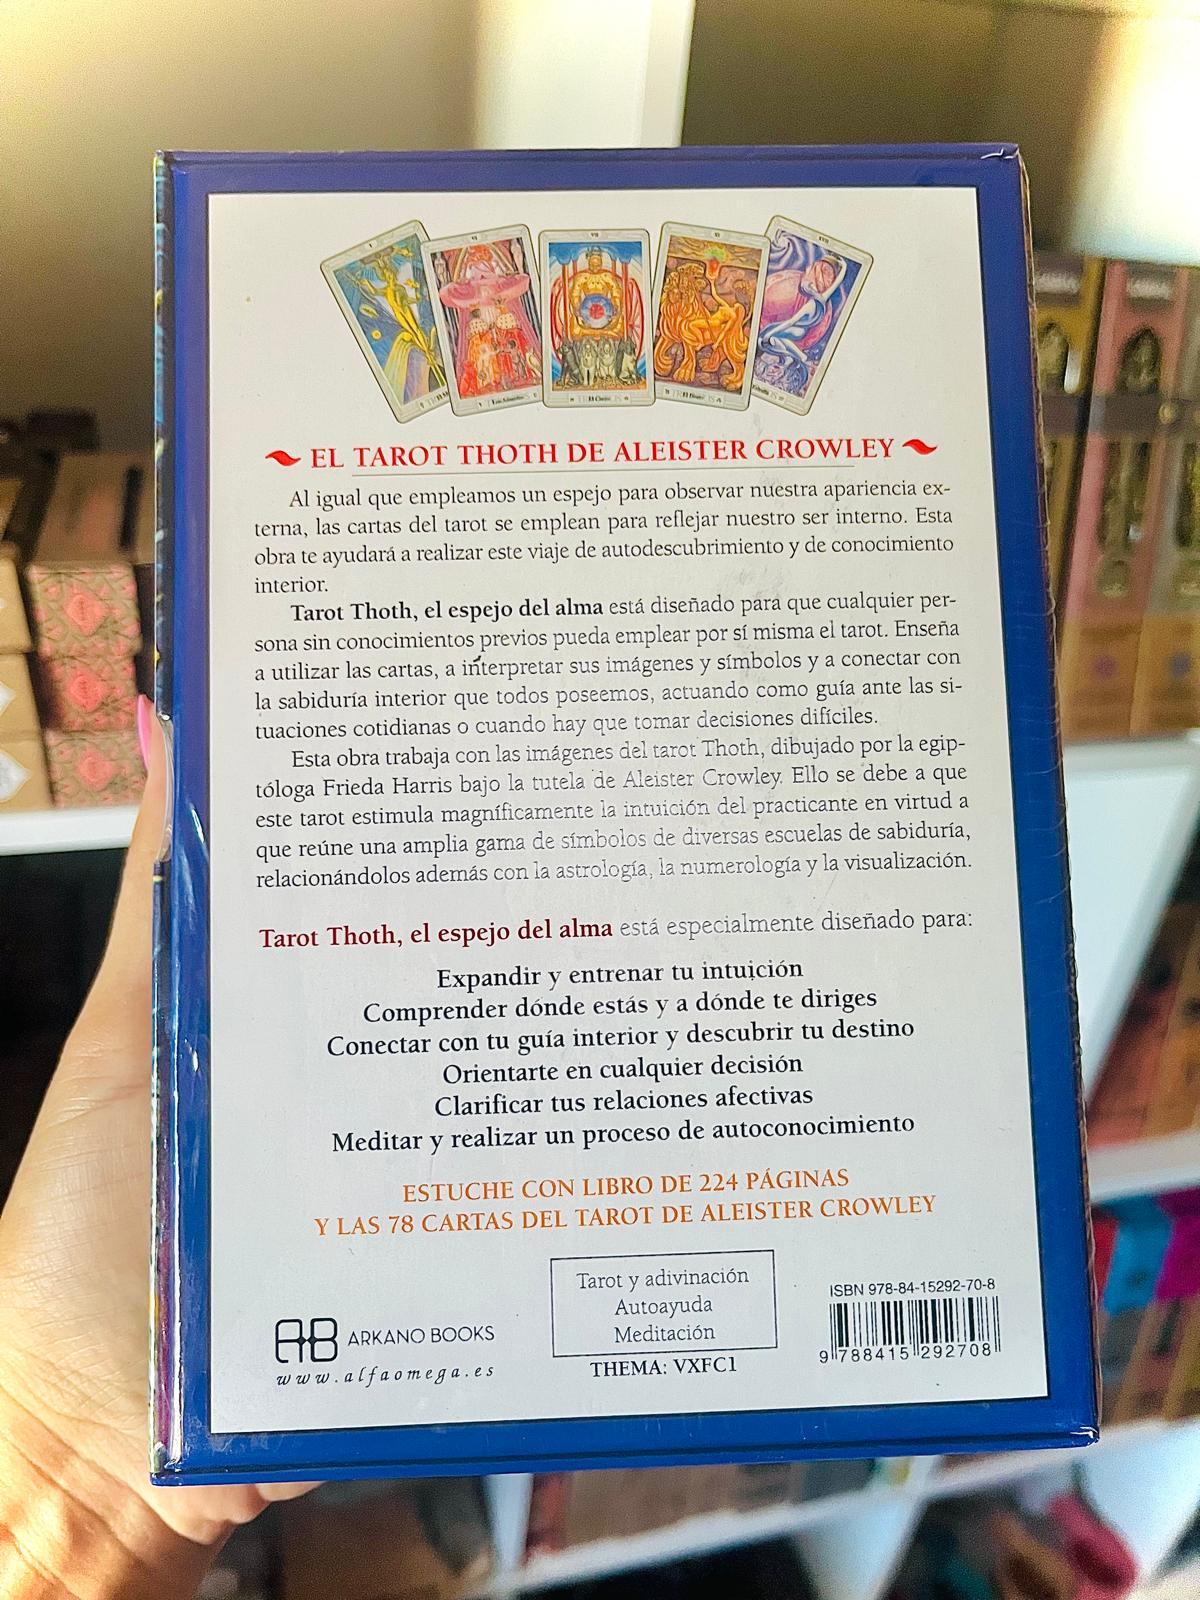 EL TAROT THOTH DE ALEISTER CROWLEY
Al igual que empleamos un espejo para observar nuestra apariencia ex-
terna, las cartas del tarot se emplean para reflejar nuestro ser interno. Esta
obra te ayudará a realizar este viaje de autodescubrimiento y de conocimiento
interior.
Tarot Thoth, el espejo del alma está diseñado para que cualquier per-
sona sin conocimientos previos pueda emplear por sí misma el tarot. Enseña
a utilizar las cartas, a interpretar sus imágenes y símbolos y a conectar con
la sabiduría interior que todos poseemos, actuando como guía ante las si-
tuaciones cotidianas o cuando hay que tomar decisiones difíciles.
Esta obra trabaja con las imágenes del tarot Thoth, dibujado por la egip-
tóloga Frieda Harris bajo la tutela de Aleister Crowley. Ello se debe a que
este tarot estimula magníficamente la intuición del practicante en virtud a
que reúne una amplia gama de símbolos de diversas escuelas de sabiduría,
relacionándolos además con la astrología, la numerología y la visualización.
Tarot Thoth, el espejo del alma está especialmente diseñado para:
Expandir y entrenar tu intuición
Comprender dónde estás y a dónde te diriges
Conectar con tu guía interior y descubrir tu destino
Orientarte en cualquier decisión
Clarificar tus relaciones afectivas
Meditar y realizar un proceso de autoconocimiento
ESTUCHE CON LIBRO DE 224 PÁGINAS
Y LAS 78 CARTAS DEL TAROT DE ALEISTER CROWLEY
AB ARKANO BOOKS
www.alfaomega.es
Tarot y adivinación
Autoayuda
Meditación
THEMA: VXFC1
ISBN 978-84-15292-70-8
9 788415 292708